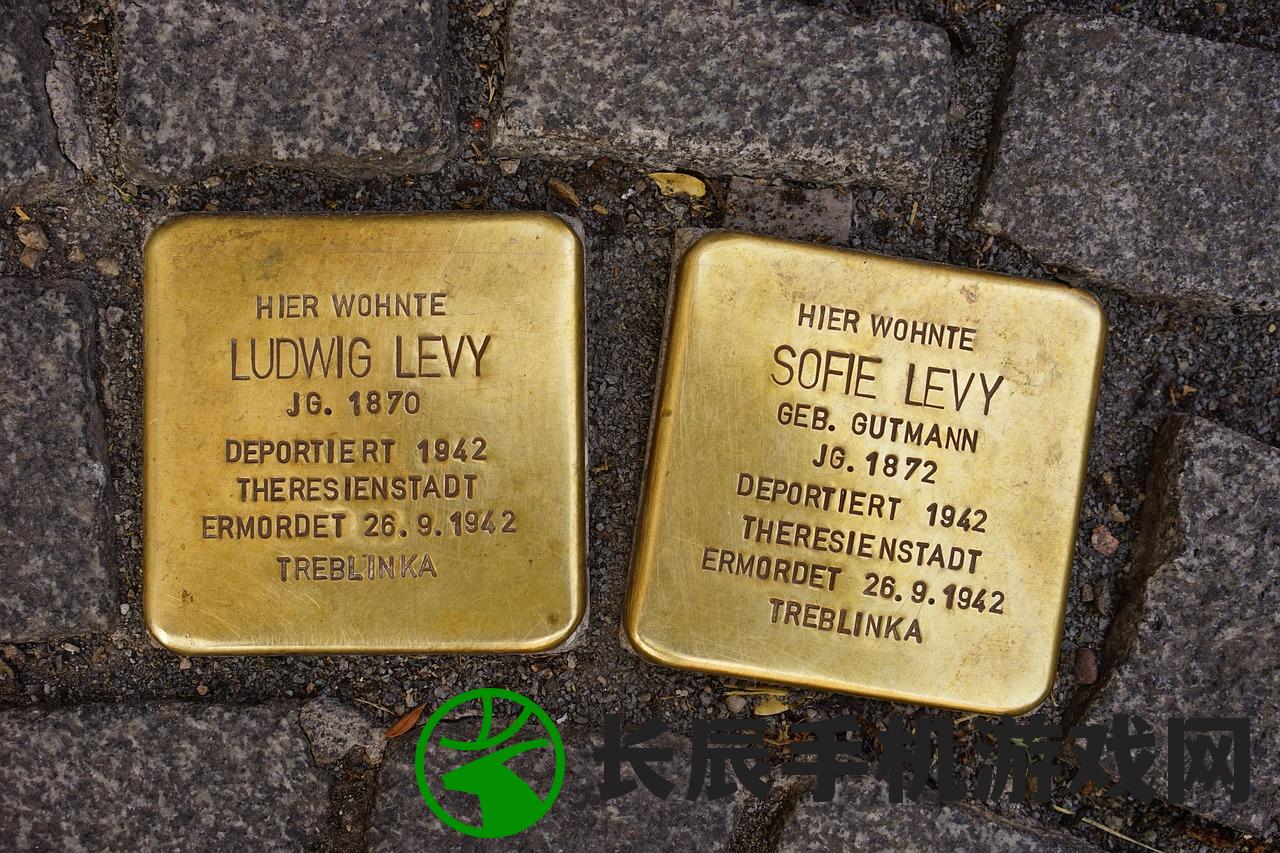 HIER WOHNTE
LUDWIG LEVY
JG. 1870
DEPORTIERT 1942
THERESIENSTADT
ERMORDET 26.9.1942
TREBLINKA
HIER WOHNTE
SOFIE LEVY
GEB. GUTMANN
JG. 1872
DEPORTIERT 1942
THERESIENSTADT
ERMORDET 26.9.1942
TREBLINKA
长辰手机游戏网